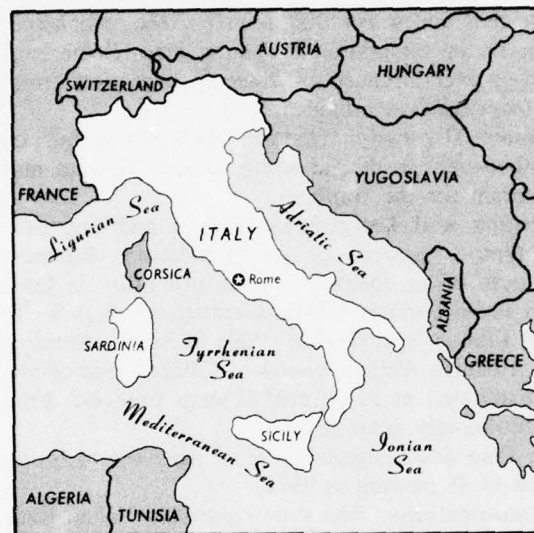 AUSTRIA
HUNGARY
SWITZERLAND
YUGOSLAVIA
FRANCE
Ligurian Sea
ITALY
Adriatic Sea
CORSICA
Rome
ALBANIA
SARDINIA
Tyrrhenian
Sea
GREECE
Mediterranean Sea
SICILY
Ionian
Sea
ALGERIA
TUNISIA